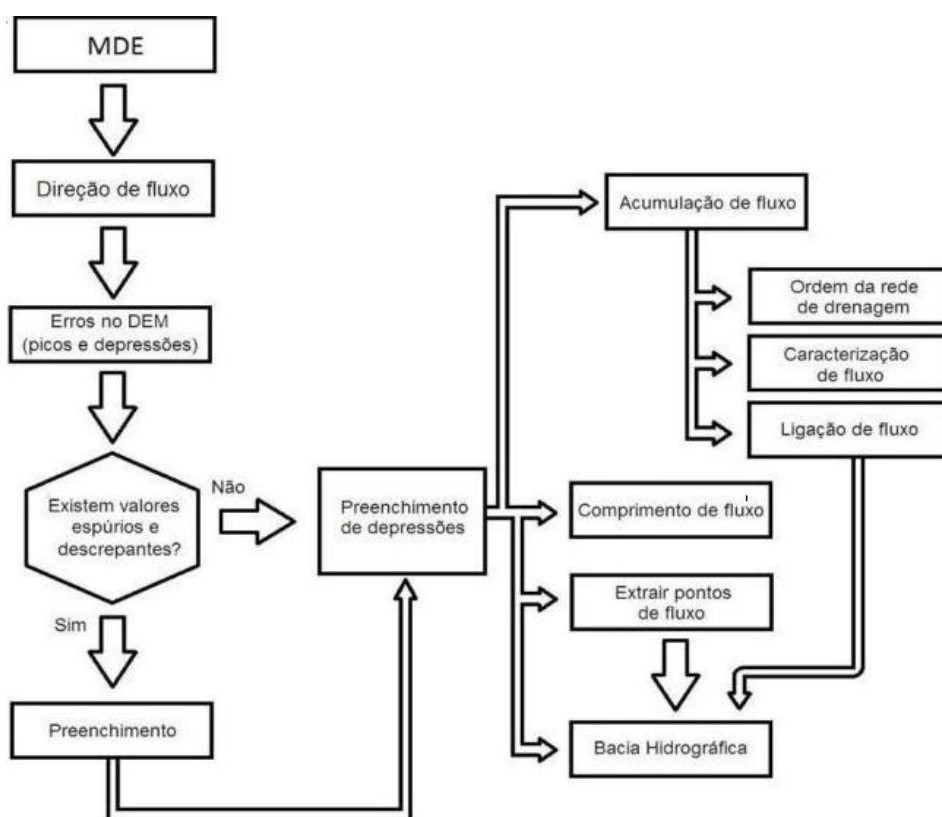 MDE
Direção de fluxo
Erros no DEM
(picos e depressões)
Existem valores
espúrios e
descrepantes?
Não
Sim
Preenchimento
Preenchimento
de depressões
Acumulação de fluxo
Ordem da rede
de drenagem
Caracterização
de fluxo
Ligação de fluxo
Comprimento de fluxo
Extrair pontos
de fluxo
Bacia Hidrográfica